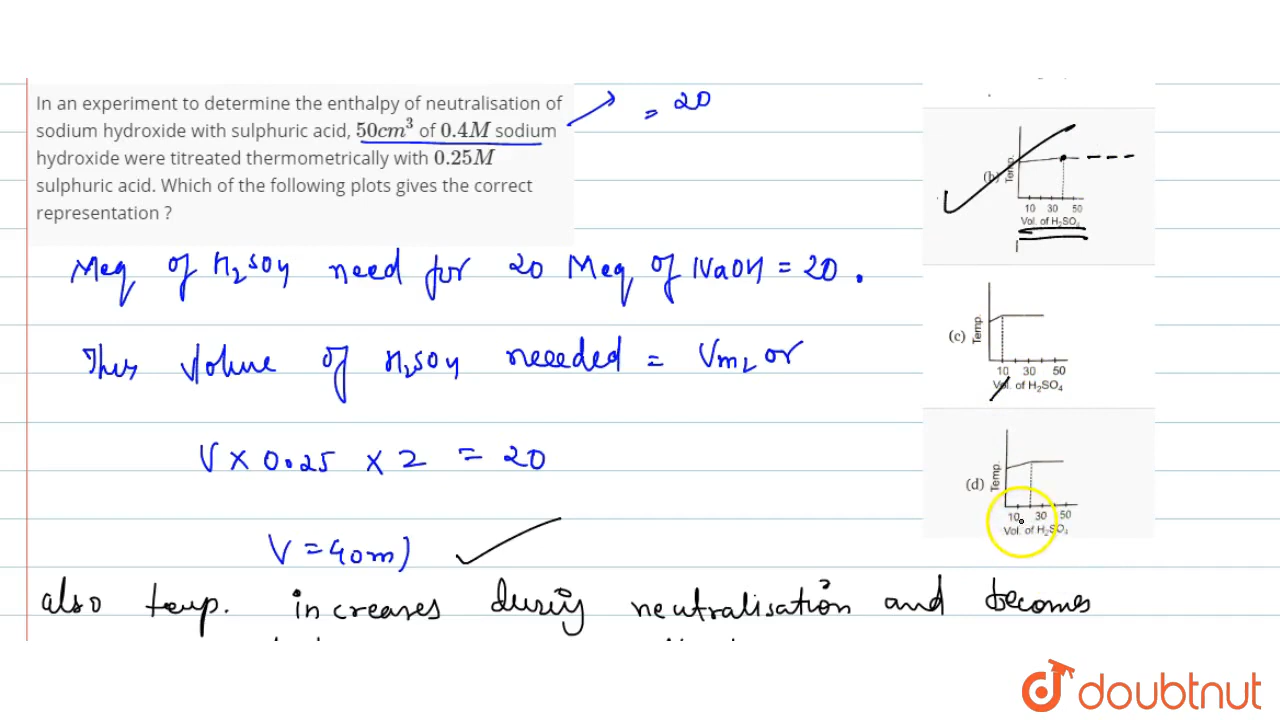 In an experiment to determine the enthalpy of neutralisation of
sodium hydroxide with sulphuric acid, 50cm³ of 0.4M sodium
hydroxide were titreated thermometrically with 0.25M
sulphuric acid. Which of the following plots gives the correct
representation ?
= 20
Meq of H2SO4 need for 20 Meq of NaOH = 20.
This Volume of H2SO4 needed = VmL or
V × 0.25 × 2 = 20
V = 40ml
also temp. increases during neutralisation and becomes
(b) Temp.
10 30 50
Vol. of H2SO4
(c) Temp.
10 30 50
Vol. of H2SO4
(d) Temp.
10 30 50
Vol. of H2SO4
doubtnut